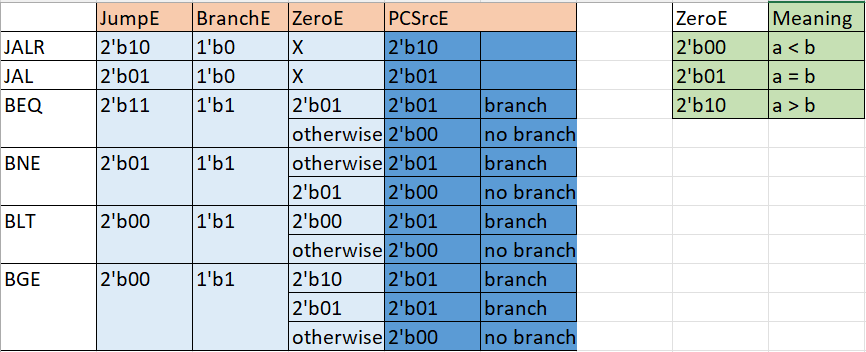 JumpE BranchE ZeroE PCSrcE ZeroE Meaning
JALR 2'b10 1'b0 X 2'b10 2'b00 a < b
JAL 2'b01 1'b0 X 2'b01 2'b01 a = b
BEQ 2'b11 1'b1 2'b01 2'b01 branch 2'b10 a > b
otherwise 2'b00 no branch
BNE 2'b01 1'b1 otherwise 2'b01 branch
2'b01 2'b00 no branch
BLT 2'b00 1'b1 2'b00 2'b01 branch
otherwise 2'b00 no branch
BGE 2'b00 1'b1 2'b10 2'b01 branch
2'b01 2'b01 branch
otherwise 2'b00 no branch